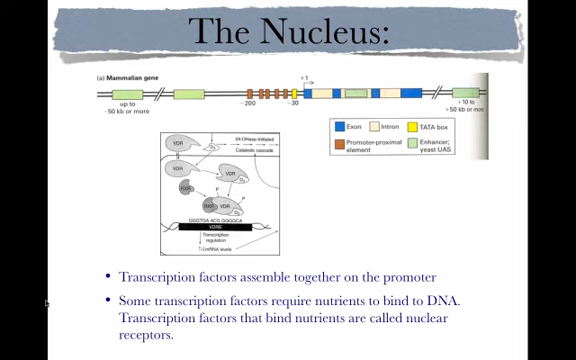 The Nucleus:
(a) Mammalian gene
+1
up to
−50 kb or more
−200
−30
+10 to
+50 kb or mo
Exon
Intron
TATA box
Promoter-proximal
element
Enhancer;
yeast UAS
VDR
24-OHase-Initiated
Catabolic cascade
VDR
VDR
RXR
P
P
RXR
VDR
GGGTGA ACG GGGGCA
VDRE
Transcription
regulation
mRNA levels
• Transcription factors assemble together on the promoter
• Some transcription factors require nutrients to bind to DNA.
Transcription factors that bind nutrients are called nuclear
receptors.